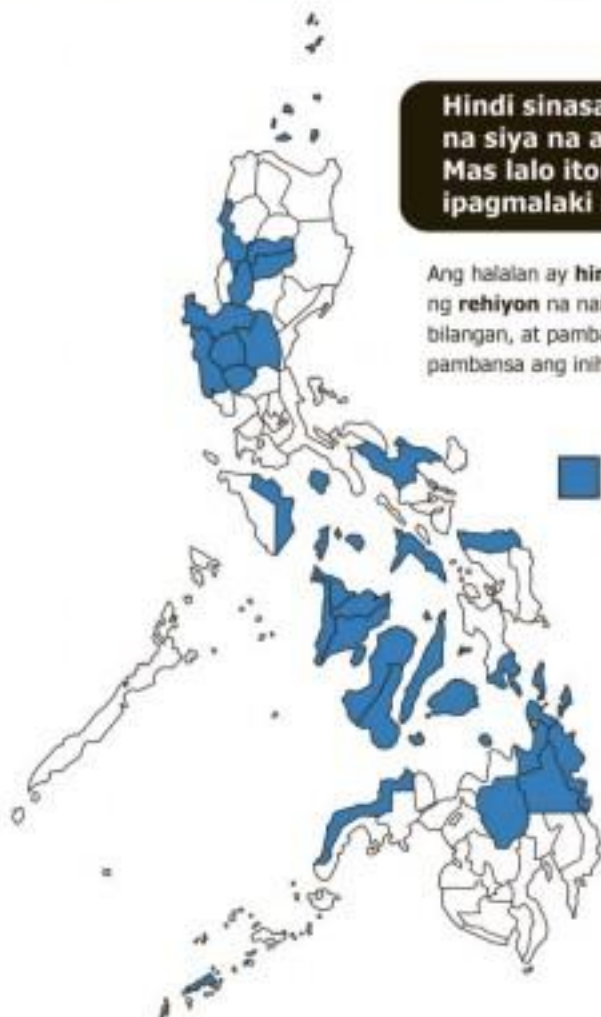 Hindi sinasa
na siya na a
Mas lalo ito
ipagmalaki
Ang halalan ay hin
ng rehiyon na nar
bilangan, at pamba
pambansa ang inih